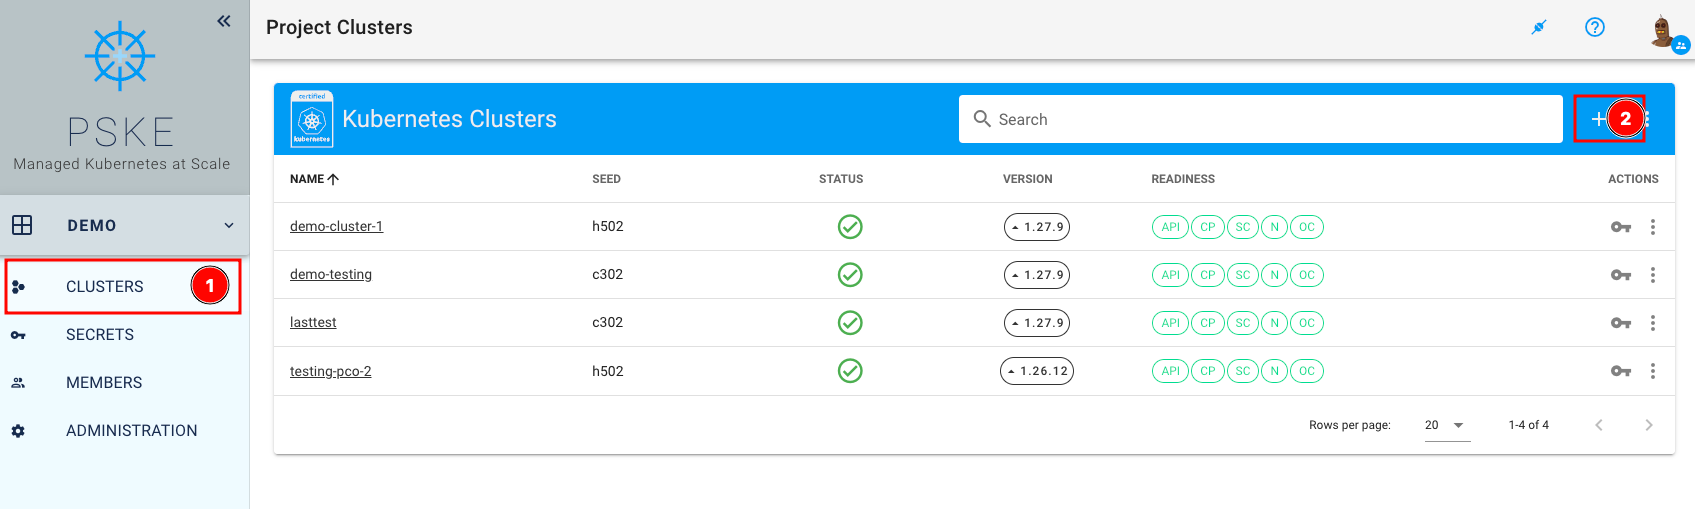 Project Clusters
PSKE
Managed Kubernetes at Scale
DEMO
CLUSTERS 1
SECRETS
MEMBERS
ADMINISTRATION
certified
kubernetes
Kubernetes Clusters
Search
2
NAME SEED STATUS VERSION READINESS ACTIONS
demo-cluster-1 h502 1.27.9 API CP SC N OC
demo-testing c302 1.27.9 API CP SC N OC
lasttest c302 1.27.9 API CP SC N OC
testing-pco-2 h502 1.26.12 API CP SC N OC
Rows per page: 20 1-4 of 4